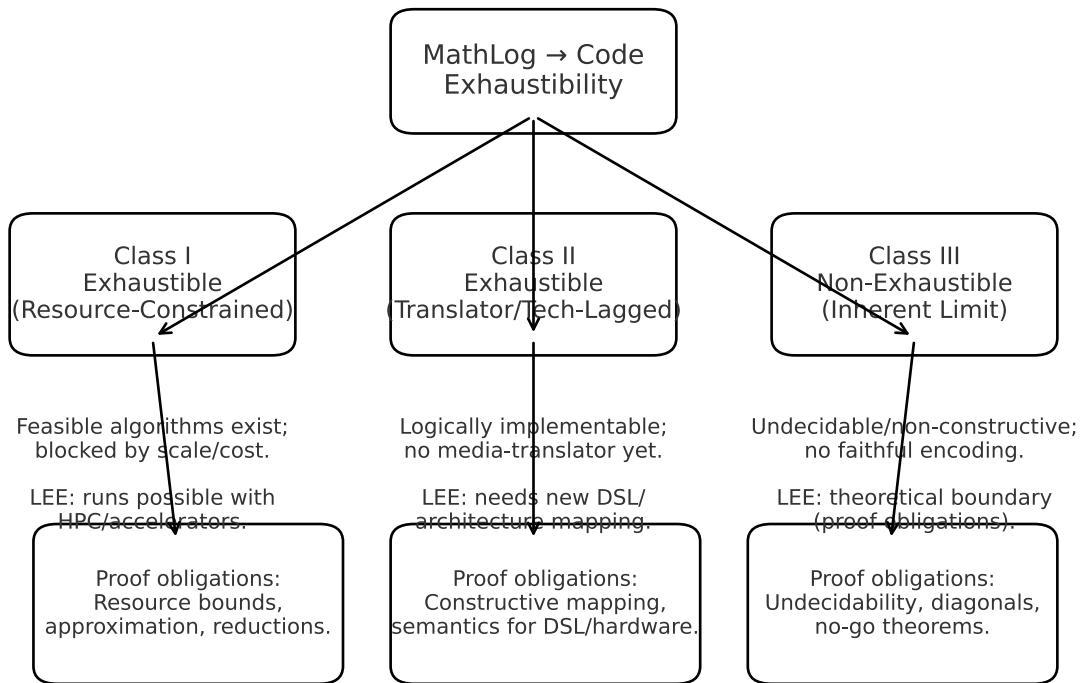 MathLog → Code
Exhaustibility
Class I
Exhaustible
(Resource-Constrained)
Class II
Exhaustible
(Translator/Tech-Lagged)
Class III
Non-Exhaustible
(Inherent Limit)
Feasible algorithms exist;
blocked by scale/cost.
LEE: runs possible with
HPC/accelerators.
Logically implementable;
no media-translator yet.
LEE: needs new DSL/
architecture mapping.
Undecidable/non-constructive;
no faithful encoding.
LEE: theoretical boundary
(proof obligations).
Proof obligations:
Resource bounds,
approximation, reductions.
Proof obligations:
Constructive mapping,
semantics for DSL/hardware.
Proof obligations:
Undecidability, diagonals,
no-go theorems.